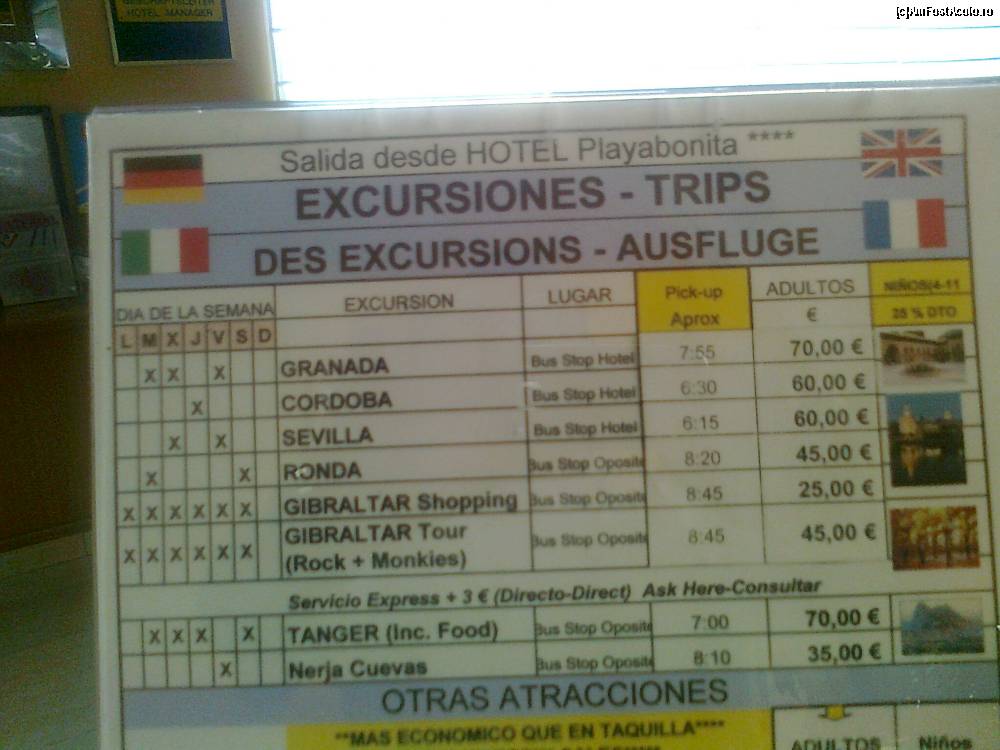 [c]AmFostAcolo.ro
GESCHÄFTSLEITER
HOTEL MANAGER
Salida desde HOTEL Playabonita ****
EXCURSIONES - TRIPS
DES EXCURSIONS - AUSFLUGE
DIA DE LA SEMANA EXCURSION LUGAR Pick-up Aprox ADULTOS € NIÑOS(4-11 25 % DTO
L M X J V S D
X X X GRANADA Bus Stop Hotel 7:55 70,00 €
X CORDOBA Bus Stop Hotel 6:30 60,00 €
X X SEVILLA Bus Stop Hotel 6:15 60,00 €
X X RONDA Bus Stop Oposite 8:20 45,00 €
X X X X X X GIBRALTAR Shopping Bus Stop Oposite 8:45 25,00 €
X X X X X X GIBRALTAR Tour (Rock + Monkies) Bus Stop Oposite 8:45 45,00 €
Servicio Express + 3 € (Directo-Direct) Ask Here-Consultar
X X X X TANGER (Inc. Food) Bus Stop Oposite 7:00 70,00 €
X Nerja Cuevas Bus Stop Oposite 8:10 35,00 €
OTRAS ATRACCIONES
**MAS ECONOMICO QUE EN TAQUILLA****
ADULTOS Niños